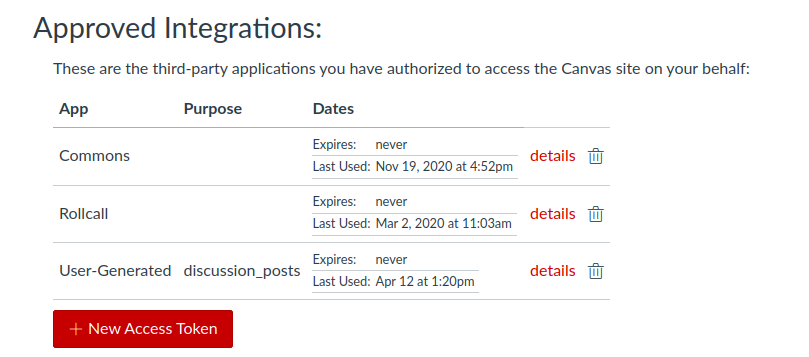 Approved Integrations:
These are the third-party applications you have authorized to access the Canvas site on your behalf:
App Purpose Dates
Expires: never
Commons details
Last Used: Nov 19, 2020 at 4:52pm
Expires: never
Rollcall details
Last Used: Mar 2, 2020 at 11:03am
Expires: never
User-Generated discussion_posts details
Last Used: Apr 12 at 1:20pm
+ New Access Token